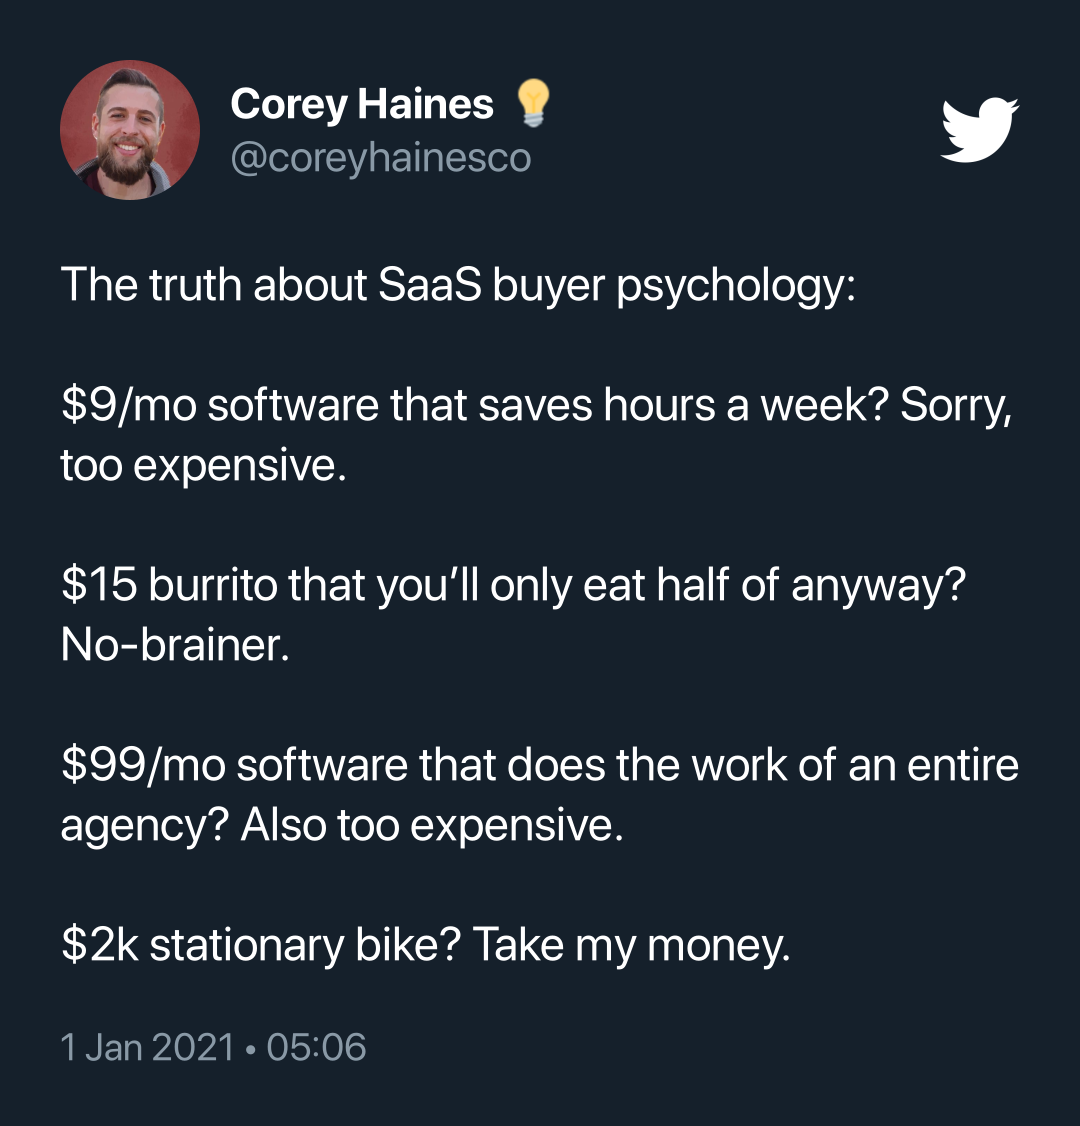 Corey Haines 💡
@coreyhainesco
The truth about SaaS buyer psychology:
$9/mo software that saves hours a week? Sorry,
too expensive.
$15 burrito that you’ll only eat half of anyway?
No-brainer.
$99/mo software that does the work of an entire
agency? Also too expensive.
$2k stationary bike? Take my money.
1 Jan 2021 • 05:06